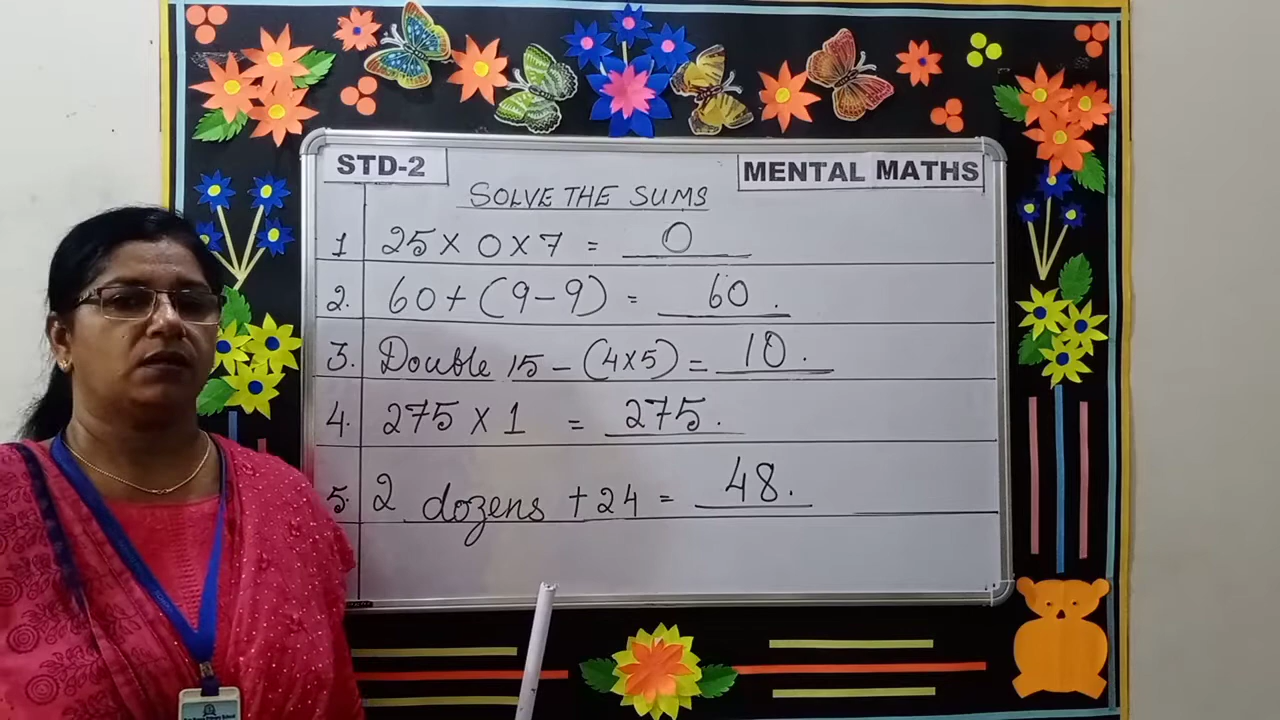 STD-2
MENTAL MATHS
SOLVE THE SUMS
1 25 × 0 × 7 = 0
2. 60 + (9 - 9) = 60.
3. Double 15 - (4×5) = 10.
4. 275 × 1 = 275.
5. 2 dozens + 24 = 48.